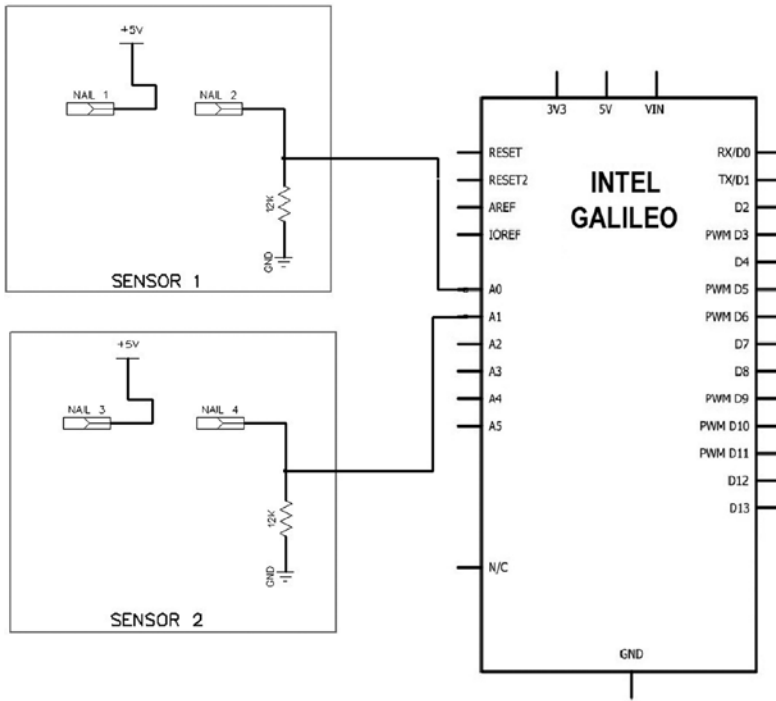 +5V
NAIL 1
NAIL 2
12K
GND
SENSOR 1
+5V
NAIL 3
NAIL 4
12K
GND
SENSOR 2
3V3 5V VIN
INTEL
GALILEO
RESET
RESET2
AREF
IOREF
A0
A1
A2
A3
A4
A5
N/C
RX/D0
TX/D1
D2
PWM D3
D4
PWM D5
PWM D6
D7
D8
PWM D9
PWM D10
PWM D11
D12
D13
GND